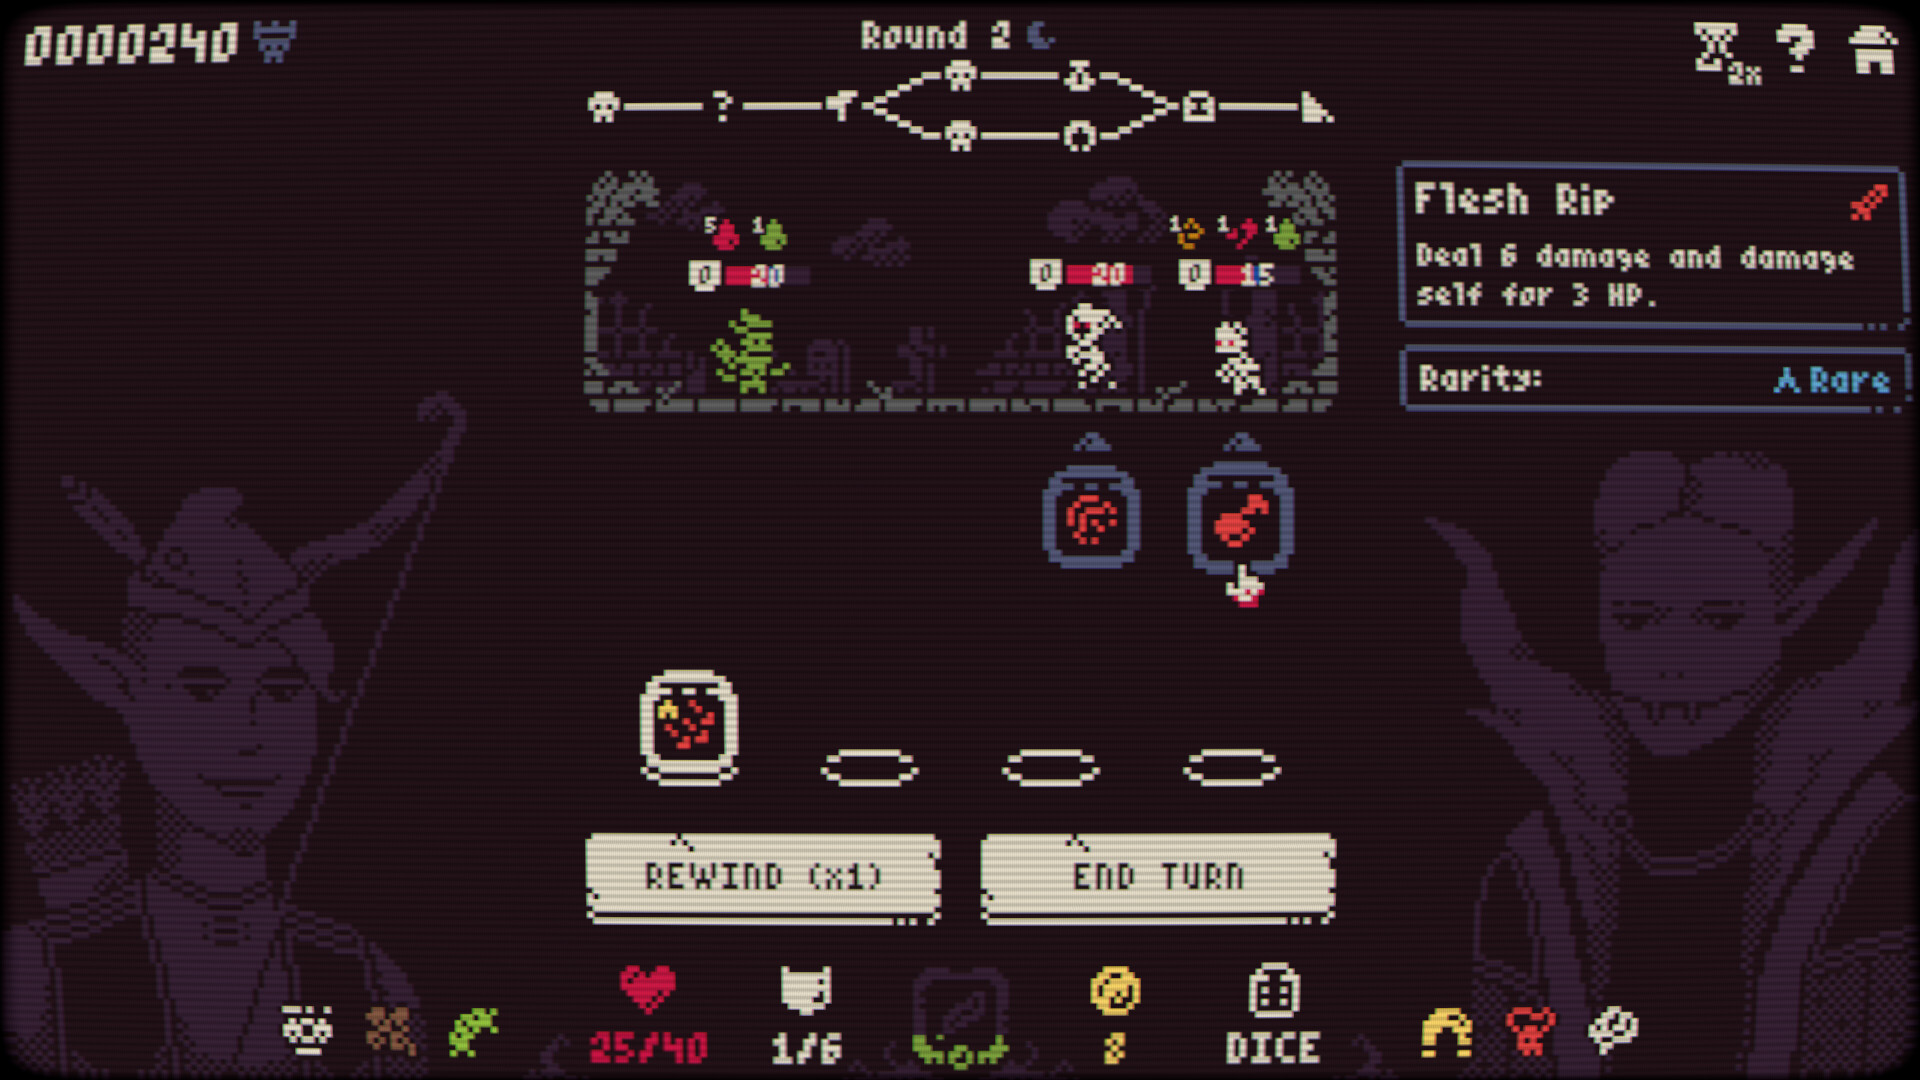 0000240
Round 2
2x
?
?
5 1
0 20
0 20
1 1 1
0 15
Flesh Rip
Deal 6 damage and damage
self for 3 HP.
Rarity: Rare
REWIND (x1)
END TURN
25/40
1/6
8
DICE